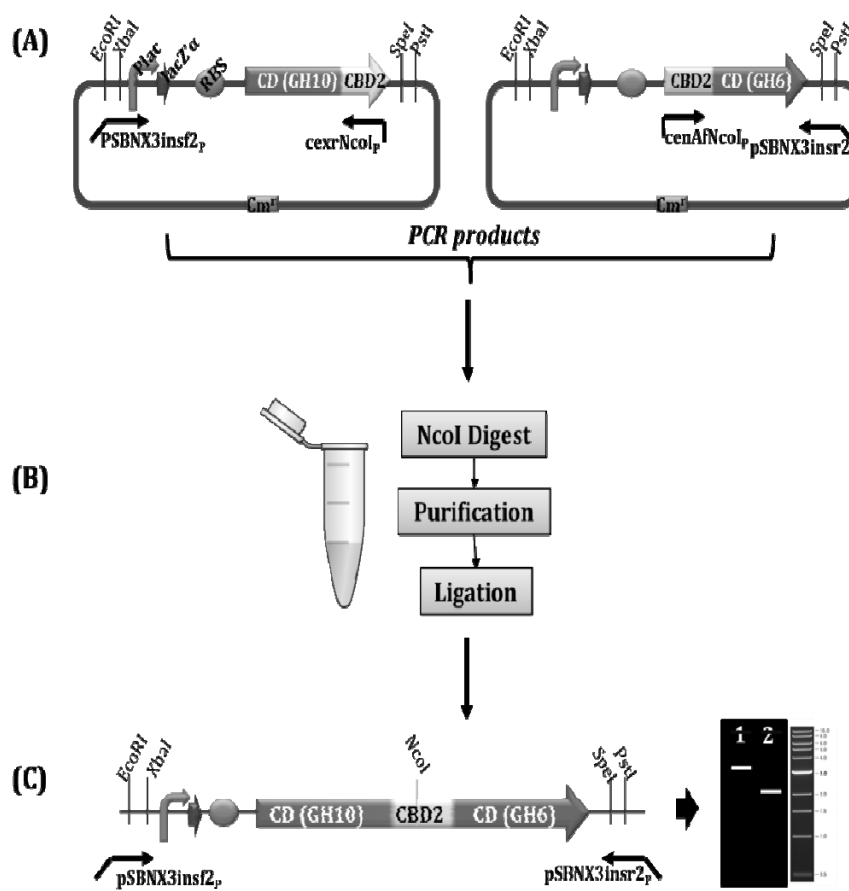 (A)
EcoRI
XbaI
Plac
lacZ'α
RBS
CD (GH10)
CBD2
SpeI
PstI
PSBNX3insf2P
cexrNcoIP
Cmr
EcoRI
XbaI
CBD2
CD (GH6)
SpeI
PstI
cenAfNcoIP
pSBNX3insr2
Cmr
PCR products
(B)
NcoI Digest
Purification
Ligation
(C)
EcoRI
XbaI
NcoI
CD (GH10)
CBD2
CD (GH6)
SpeI
PstI
pSBNX3insf2P
pSBNX3insr2P
1 2